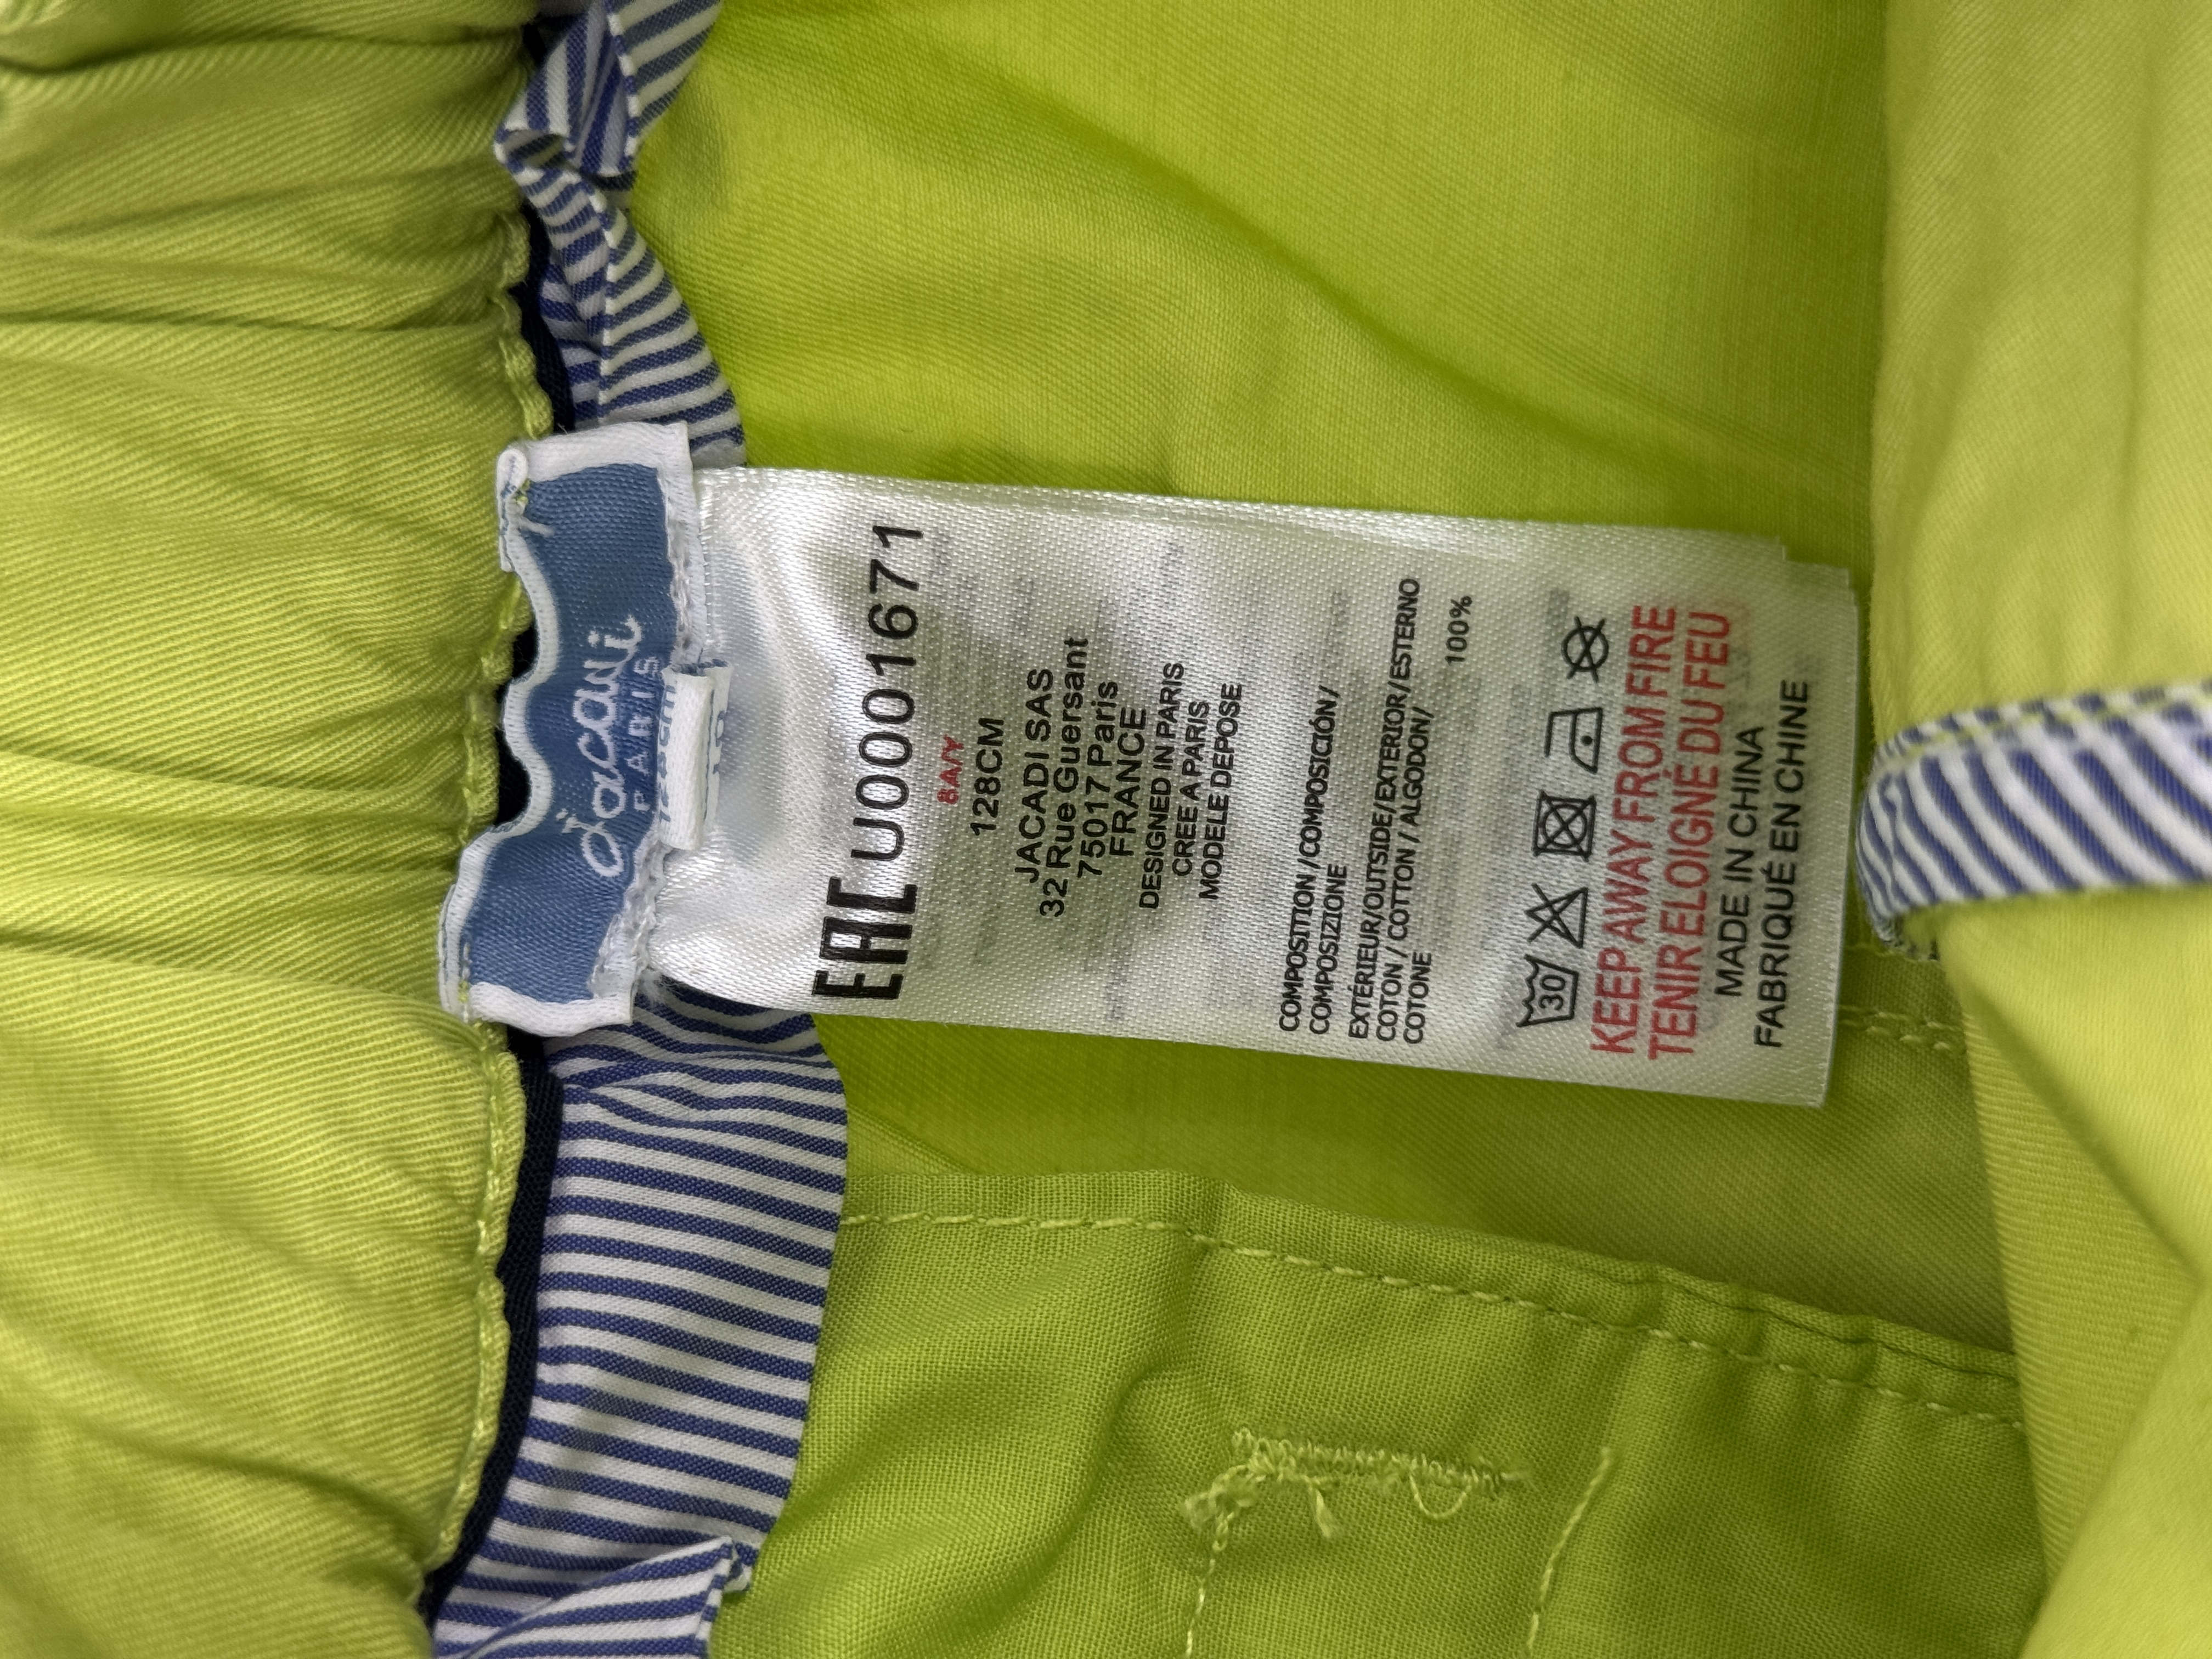 Jacadi
PARIS
EAC U0001671
8A/Y
128CM
JACADI SAS
32 Rue Guersant
75017 Paris
FRANCE
DESIGNED IN PARIS
CREE A PARIS
MODELE DEPOSE
COMPOSITION / COMPOSICIÓN /
COMPOSIZIONE
EXTÉRIEUR/OUTSIDE/EXTERIOR/ESTERNO
COTON / COTTON / ALGODON/
COTONE
100%
30
KEEP AWAY FROM FIRE
TENIR ELOIGNÉ DU FEU
MADE IN CHINA
FABRIQUÉ EN CHINE